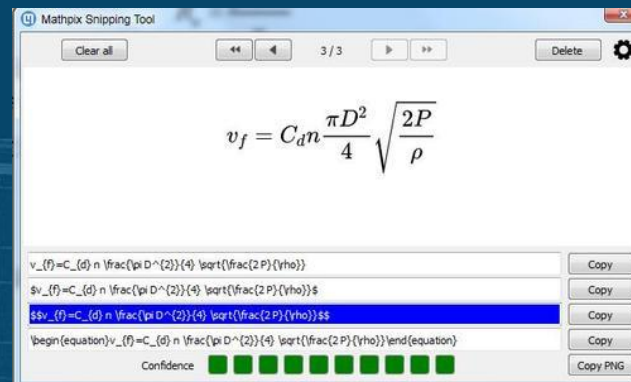 Mathpix Snipping Tool
Clear all
3/3
Delete
v_f = C_d n \frac{πD^2}{4} \sqrt{\frac{2P}{ρ}}
v_{f}=C_{d} n \frac{\pi D^{2}}{4} \sqrt{\frac{2 P}{\rho}} Copy
$v_{f}=C_{d} n \frac{\pi D^{2}}{4} \sqrt{\frac{2 P}{\rho}}$ Copy
$$v_{f}=C_{d} n \frac{\pi D^{2}}{4} \sqrt{\frac{2 P}{\rho}}$$ Copy
\begin{equation}v_{f}=C_{d} n \frac{\pi D^{2}}{4} \sqrt{\frac{2 P}{\rho}}\end{equation} Copy
Confidence Copy PNG